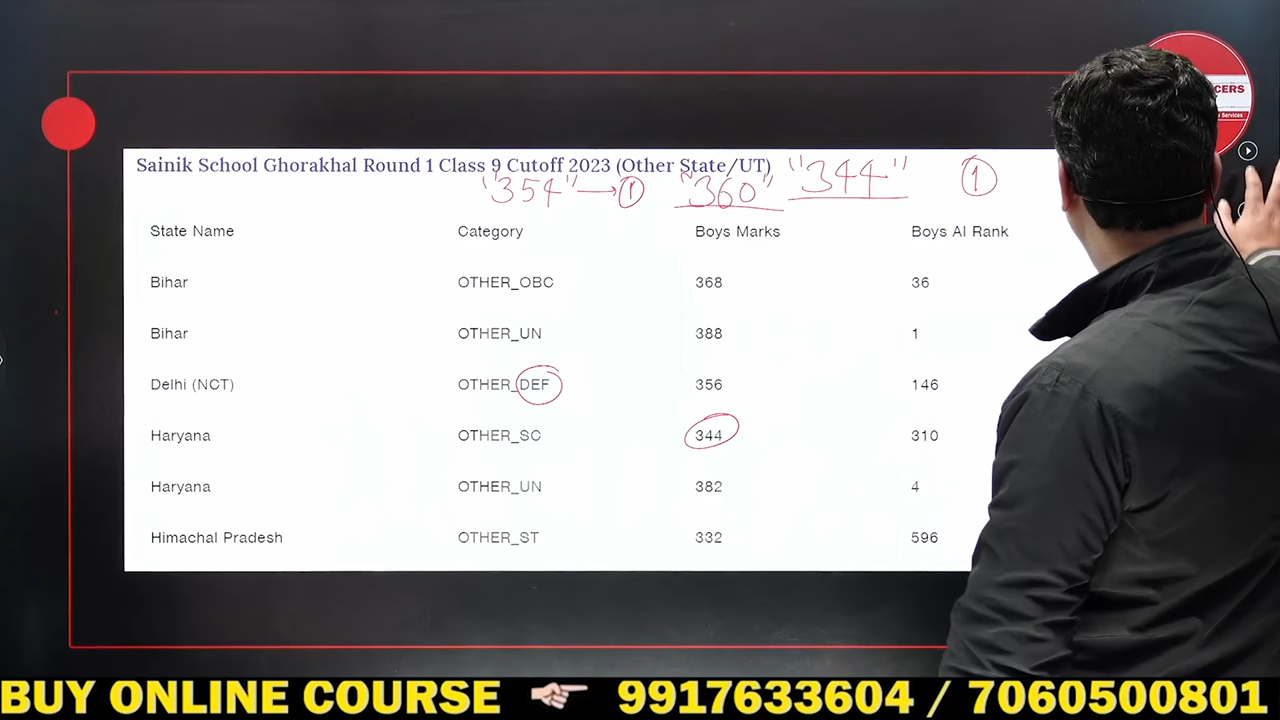 CERS
Services
Sainik School Ghorakhal Round 1 Class 9 Cutoff 2023 (Other State/UT)
"354" → 1 "360" "344" 1
State Name Category Boys Marks Boys AI Rank
Bihar OTHER_OBC 368 36
Bihar OTHER_UN 388 1
Delhi (NCT) OTHER_DEF 356 146
Haryana OTHER_SC 344 310
Haryana OTHER_UN 382 4
Himachal Pradesh OTHER_ST 332 596
BUY ONLINE COURSE 9917633604 / 7060500801